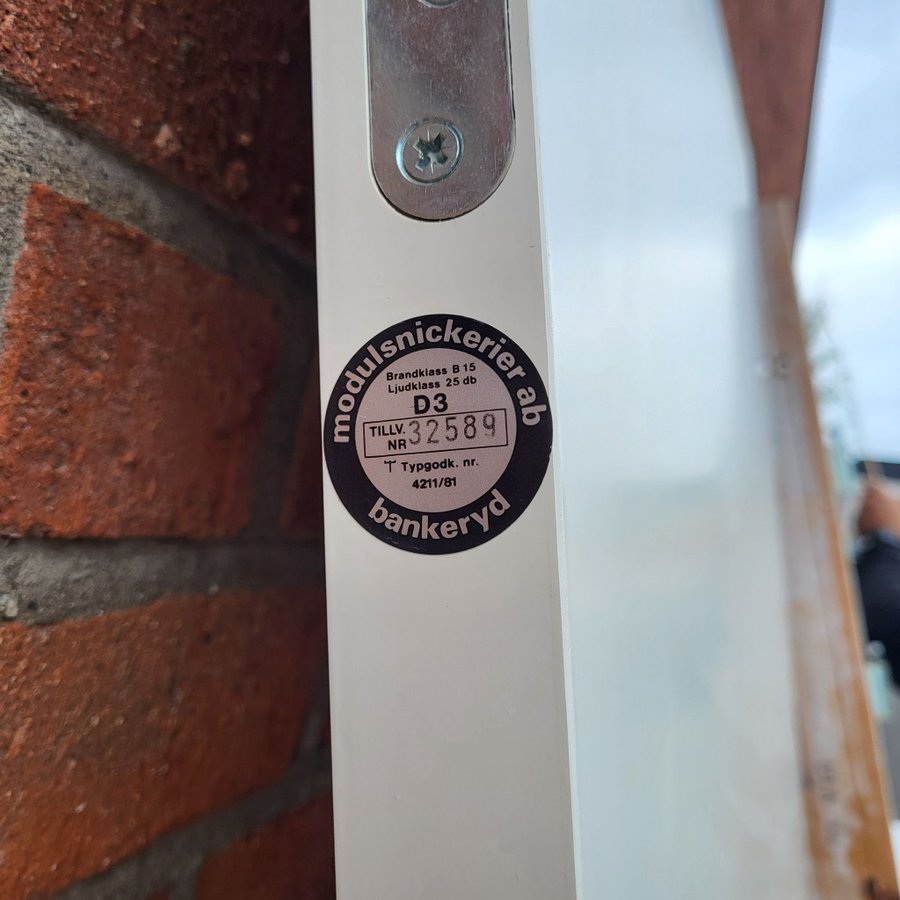 modulsnickerier ab
Brandklass B 15
Ljudklass 25 db
D3
TILLV.
NR 32589
Typgodk. nr.
4211/81
bankeryd